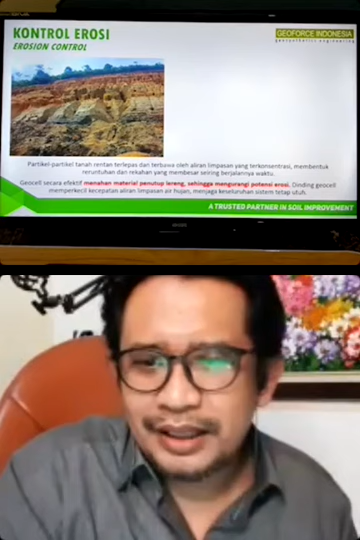 KONTROL EROSI
EROSION CONTROL
GEOFORCE INDONESIA
geosynthetics engineering
Partikel-partikel tanah rentan terlepas dan terbawa oleh aliran limpasan yang terkonsentrasi, membentuk
reruntuhan dan rekahan yang membesar seiring berjalannya waktu.
Geocell secara efektif menahan material penutup lereng, sehingga mengurangi potensi erosi. Dinding geocell
memperkecil kecepatan aliran limpasan air hujan, menjaga keseluruhan sistem tetap utuh.
A TRUSTED PARTNER IN SOIL IMPROVEMENT